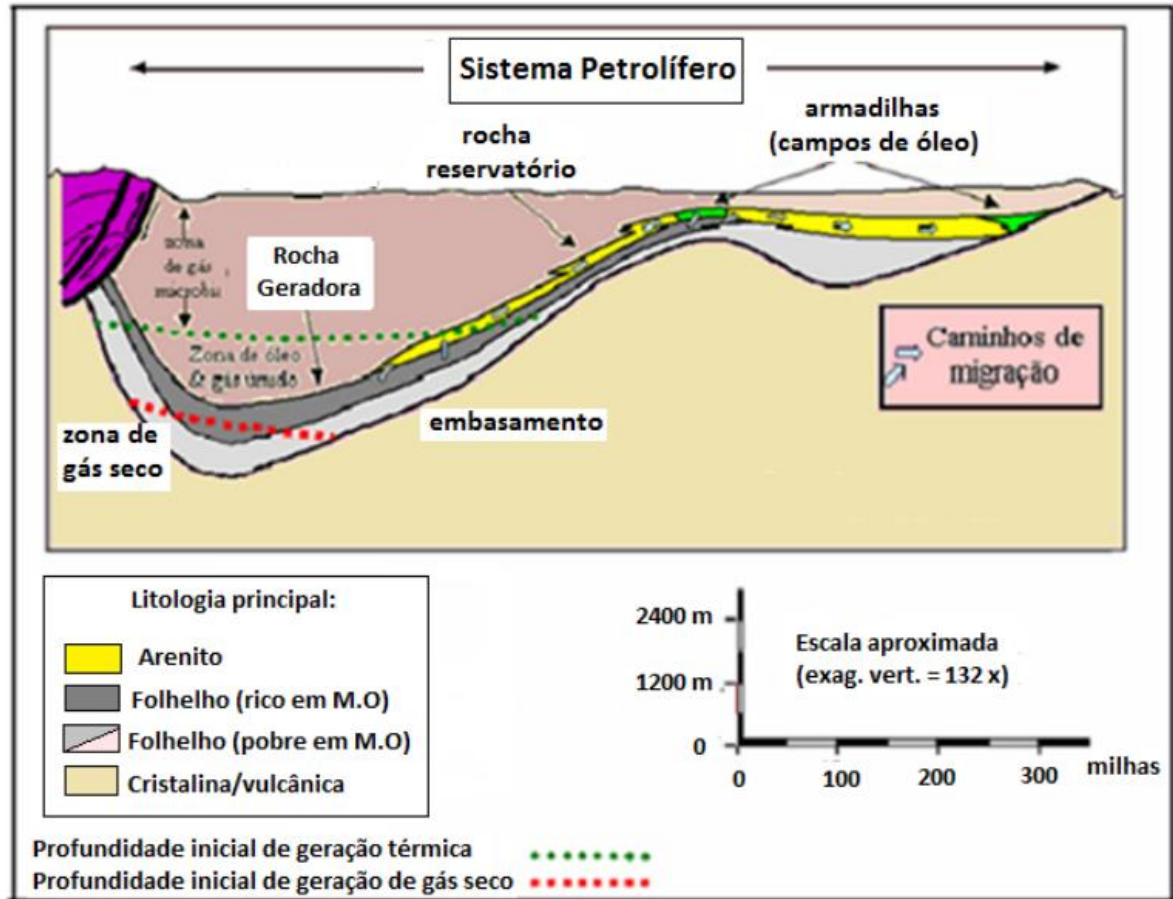 Sistema Petrolífero
armadilhas
(campos de óleo)
rocha
reservatório
zona
de gás
Rocha
Geradora
Zona de óleo
& gás
zona de
gás seco
embasamento
Caminhos de
migração
Litologia principal:
Arenito
Folhelho (rico em M.O)
Folhelho (pobre em M.O)
Cristalina/vulcânica
2400 m
1200 m
0
Escala aproximada
(exag. vert. = 132 x)
0
100
200
300
milhas
Profundidade inicial de geração térmica
Profundidade inicial de geração de gás seco